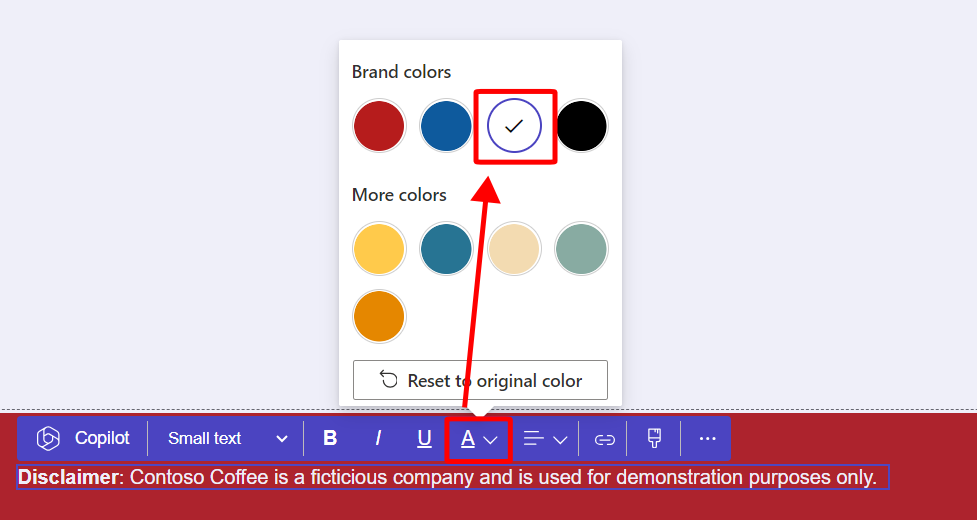 Brand colors
More colors
Reset to original color
Copilot Small text B I U A
Disclaimer: Contoso Coffee is a ficticious company and is used for demonstration purposes only.